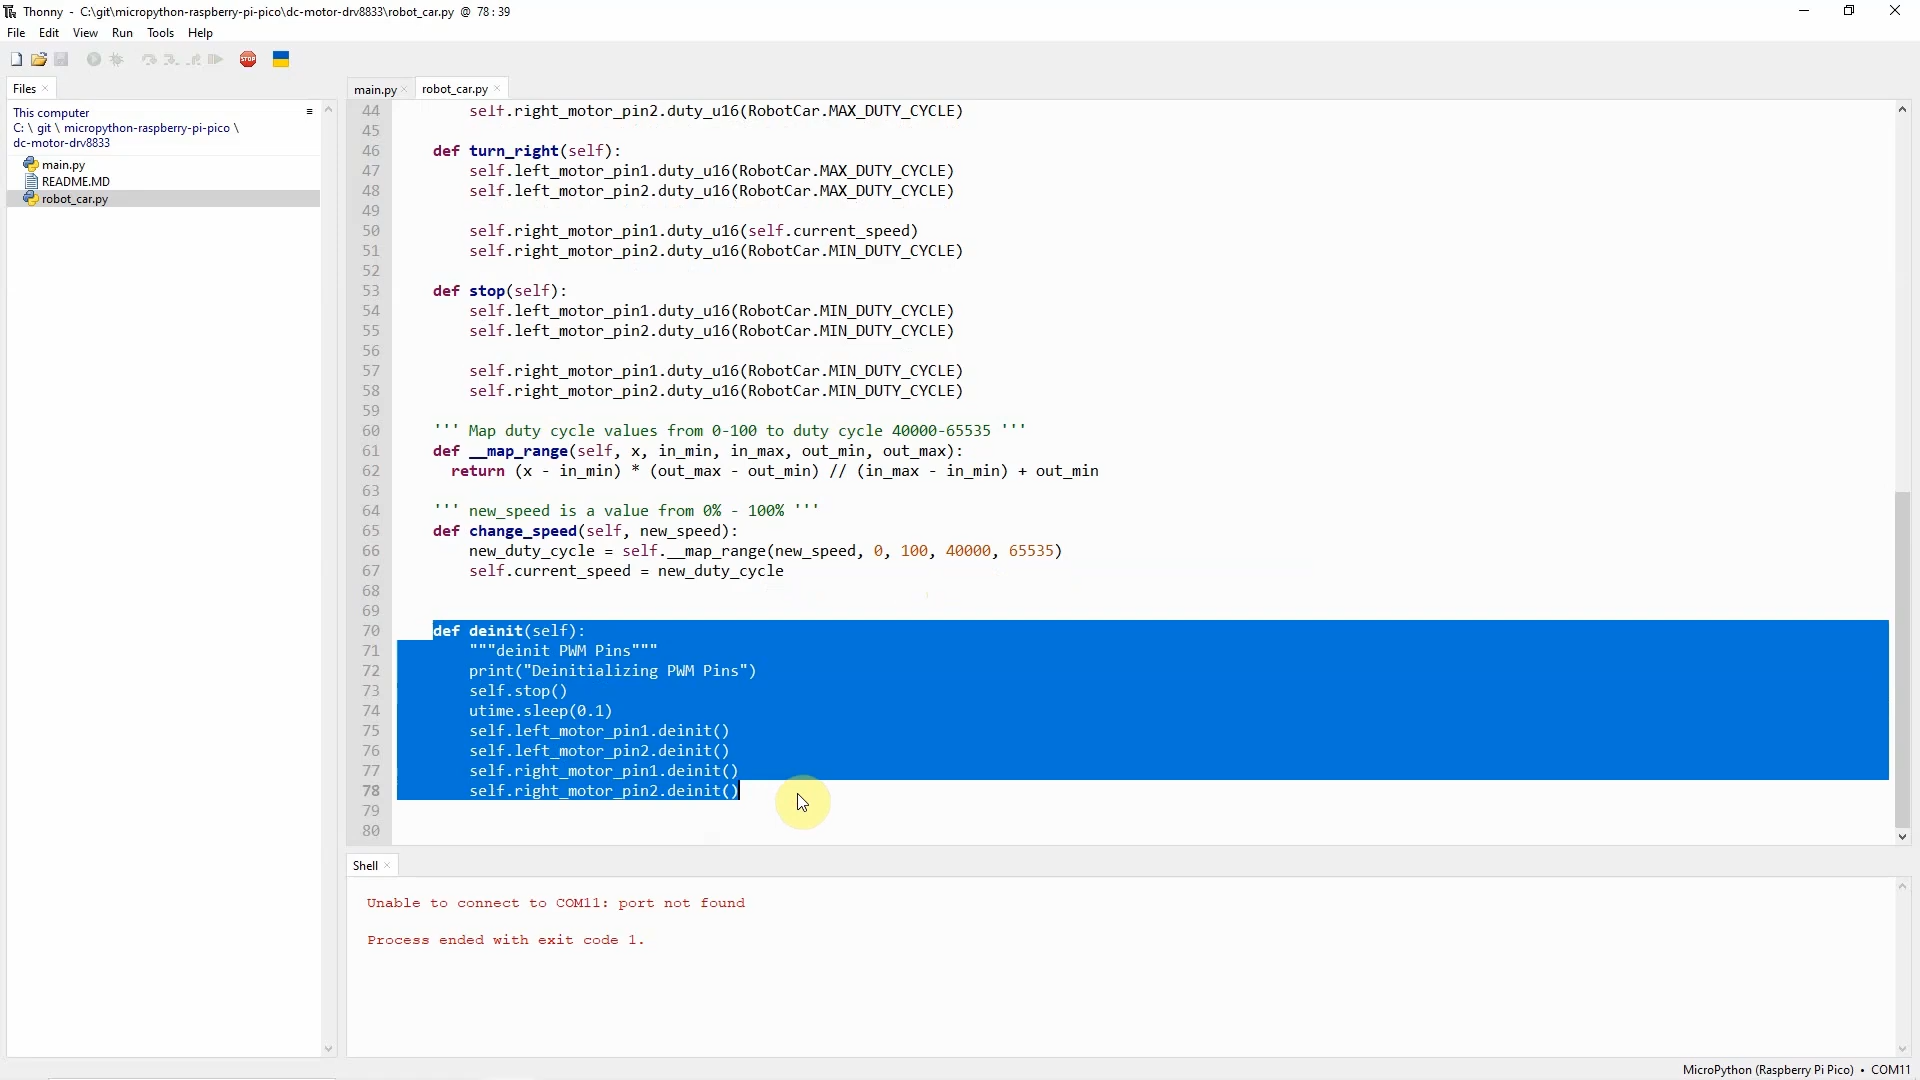 Thonny - C:\git\micropython-raspberry-pi-pico\dc-motor-drv8833\robot_car.py @ 78:39
File Edit View Run Tools Help
STOP
Files
This computer
C: \ git \ micropython-raspberry-pi-pico \
dc-motor-drv8833
main.py
README.MD
robot_car.py
main.py robot_car.py
44 self.right_motor_pin2.duty_u16(RobotCar.MAX_DUTY_CYCLE)
45
46 def turn_right(self):
47 self.left_motor_pin1.duty_u16(RobotCar.MAX_DUTY_CYCLE)
48 self.left_motor_pin2.duty_u16(RobotCar.MAX_DUTY_CYCLE)
49
50 self.right_motor_pin1.duty_u16(self.current_speed)
51 self.right_motor_pin2.duty_u16(RobotCar.MIN_DUTY_CYCLE)
52
53 def stop(self):
54 self.left_motor_pin1.duty_u16(RobotCar.MIN_DUTY_CYCLE)
55 self.left_motor_pin2.duty_u16(RobotCar.MIN_DUTY_CYCLE)
56
57 self.right_motor_pin1.duty_u16(RobotCar.MIN_DUTY_CYCLE)
58 self.right_motor_pin2.duty_u16(RobotCar.MIN_DUTY_CYCLE)
59
60 ''' Map duty cycle values from 0-100 to duty cycle 40000-65535 '''
61 def __map_range(self, x, in_min, in_max, out_min, out_max):
62 return (x - in_min) * (out_max - out_min) // (in_max - in_min) + out_min
63
64 ''' new_speed is a value from 0% - 100% '''
65 def change_speed(self, new_speed):
66 new_duty_cycle = self.__map_range(new_speed, 0, 100, 40000, 65535)
67 self.current_speed = new_duty_cycle
68
69
70 def deinit(self):
71 """deinit PWM Pins"""
72 print("Deinitializing PWM Pins")
73 self.stop()
74 utime.sleep(0.1)
75 self.left_motor_pin1.deinit()
76 self.left_motor_pin2.deinit()
77 self.right_motor_pin1.deinit()
78 self.right_motor_pin2.deinit()
79
80
Shell
Unable to connect to COM11: port not found
Process ended with exit code 1.
MicroPython (Raspberry Pi Pico) • COM11